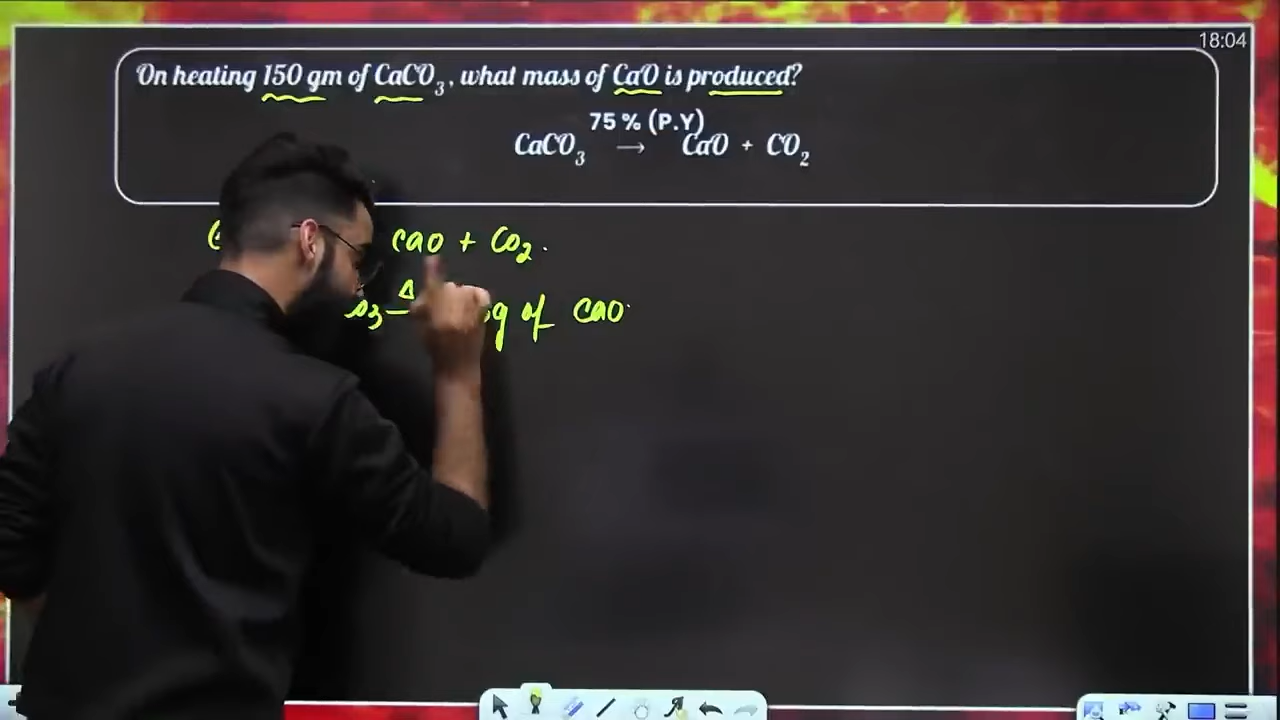 18:04
On heating 150 gm of CaCO₃, what mass of CaO is produced?
75 % (P.Y)
CaCO₃ → CaO + CO₂
CaO + CO₂.
Δ g of CaO